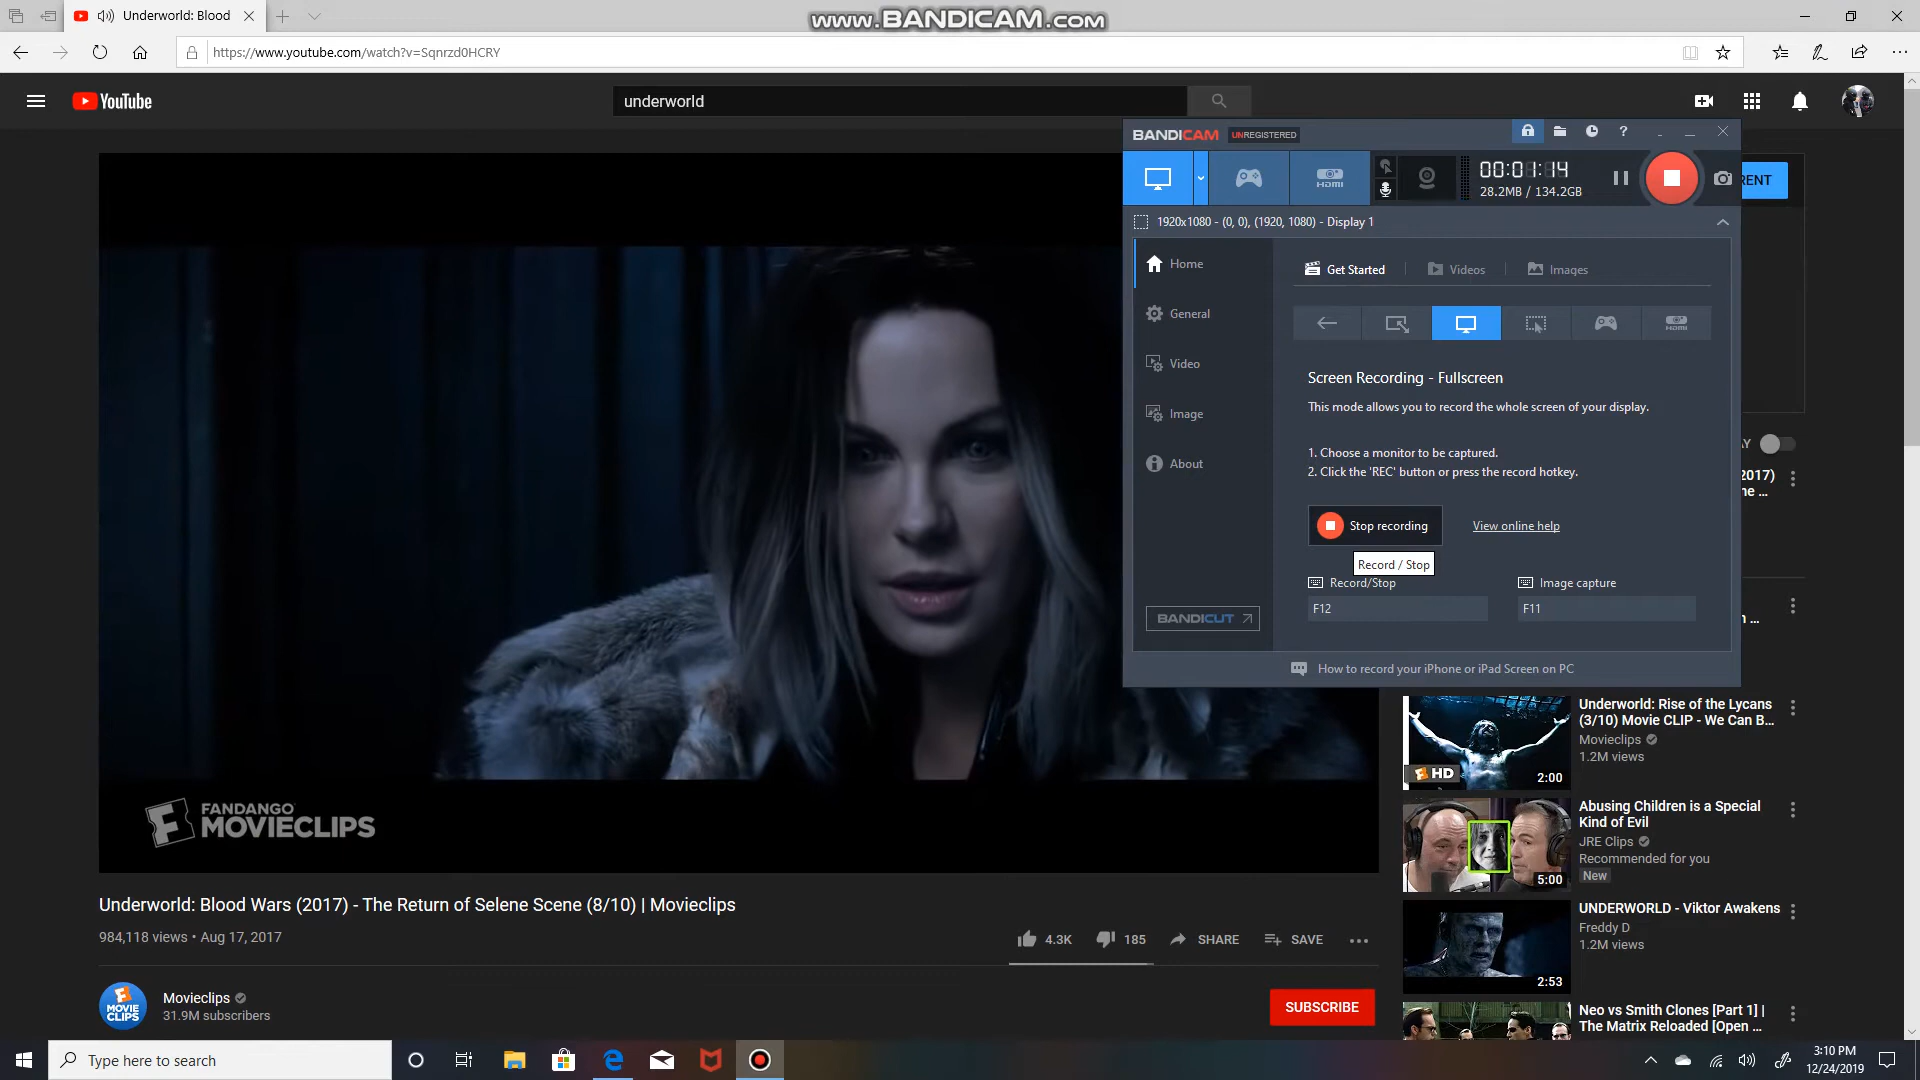 Underworld: Blood
www.BANDICAM.com
https://www.youtube.com/watch?v=Sqnrzd0HCRY
YouTube
underworld
BANDICAM
UNREGISTERED
HDMI
00:01:14
28.2MB / 134.2GB
RENT
1920x1080 - (0, 0), (1920, 1080) - Display 1
Home
General
Video
Image
About
BANDICUT
Get Started
Videos
Images
HDMI
Screen Recording - Fullscreen
This mode allows you to record the whole screen of your display.
1. Choose a monitor to be captured.
2. Click the 'REC' button or press the record hotkey.
Stop recording
View online help
Record / Stop
Record/Stop
Image capture
F12
F11
How to record your iPhone or iPad Screen on PC
AY
2017)
ne ...
...
FANDANGO
MOVIECLIPS
Underworld: Blood Wars (2017) - The Return of Selene Scene (8/10) | Movieclips
984,118 views • Aug 17, 2017
4.3K
185
SHARE
SAVE
MOVIE
CLIPS
Movieclips
31.9M subscribers
SUBSCRIBE
Underworld: Rise of the Lycans
(3/10) Movie CLIP - We Can B...
Movieclips
1.2M views
HD
2:00
Abusing Children is a Special
Kind of Evil
JRE Clips
Recommended for you
New
5:00
UNDERWORLD - Viktor Awakens
Freddy D
1.2M views
2:53
Neo vs Smith Clones [Part 1] |
The Matrix Reloaded [Open ...
Type here to search
3:10 PM
12/24/2019